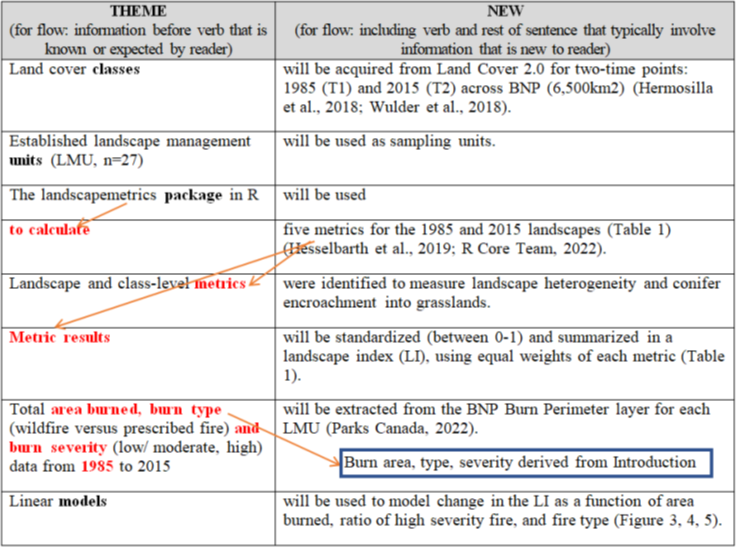 THEME
(for flow: information before verb that is
known or expected by reader)
NEW
(for flow: including verb and rest of sentence that typically involve
information that is new to reader)
Land cover classes
will be acquired from Land Cover 2.0 for two-time points:
1985 (T1) and 2015 (T2) across BNP (6,500km2) (Hermosilla
et al., 2018; Wulder et al., 2018).
Established landscape management
units (LMU, n=27)
will be used as sampling units.
The landscapemetrics package in R
will be used
to calculate
five metrics for the 1985 and 2015 landscapes (Table 1)
(Hesselbarth et al., 2019; R Core Team, 2022).
Landscape and class-level metrics
were identified to measure landscape heterogeneity and conifer
encroachment into grasslands.
Metric results
will be standardized (between 0-1) and summarized in a
landscape index (LI), using equal weights of each metric (Table
1).
Total area burned, burn type
(wildfire versus prescribed fire) and
burn severity (low/ moderate, high)
data from 1985 to 2015
will be extracted from the BNP Burn Perimeter layer for each
LMU (Parks Canada, 2022).
Burn area, type, severity derived from Introduction
Linear models
will be used to model change in the LI as a function of area
burned, ratio of high severity fire, and fire type (Figure 3, 4, 5).